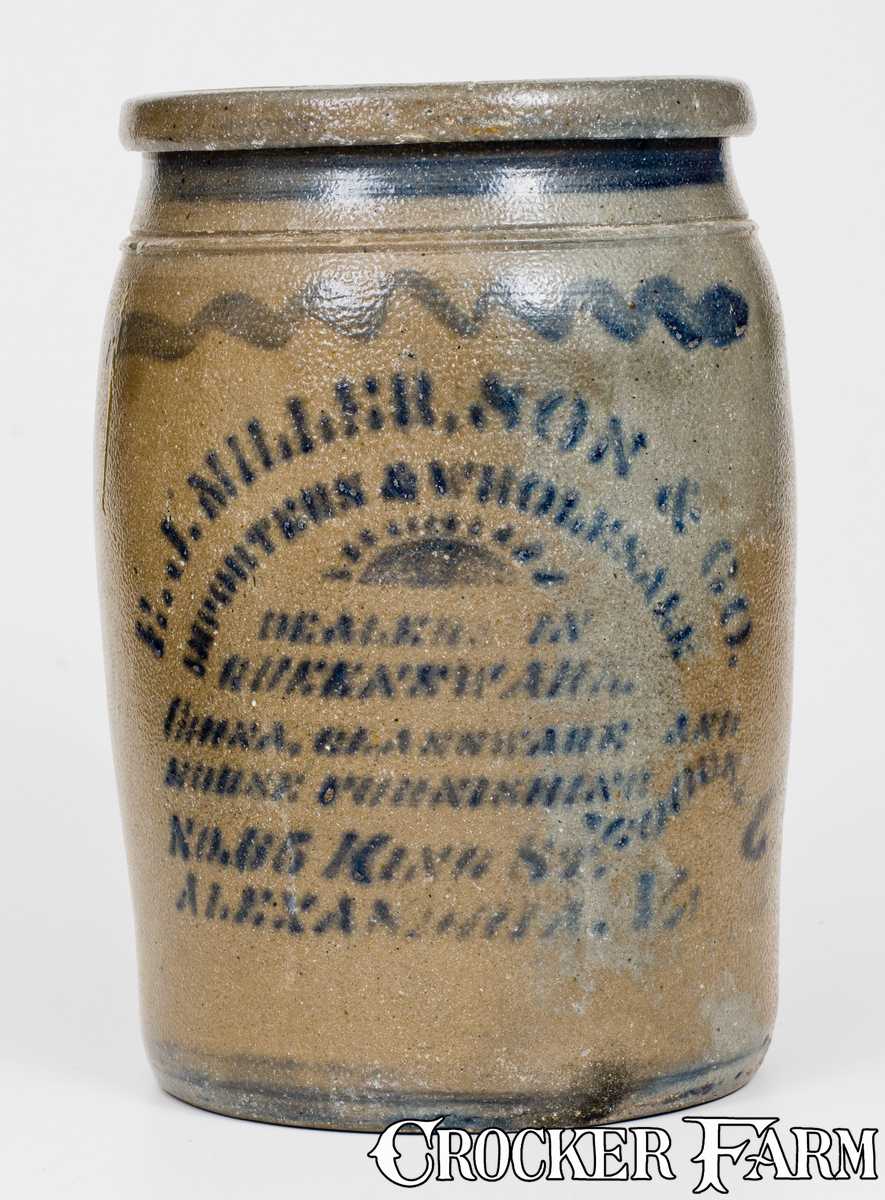 E. J. MILLER, SON & CO.
IMPORTERS & WHOLESALE
DEALERS IN
QUEENSWARE
CHINA, GLASSWARE AND
HOUSE FURNISHING GOODS,
No. 65 KING ST.
ALEXANDRIA, VA
CROCKER FARM